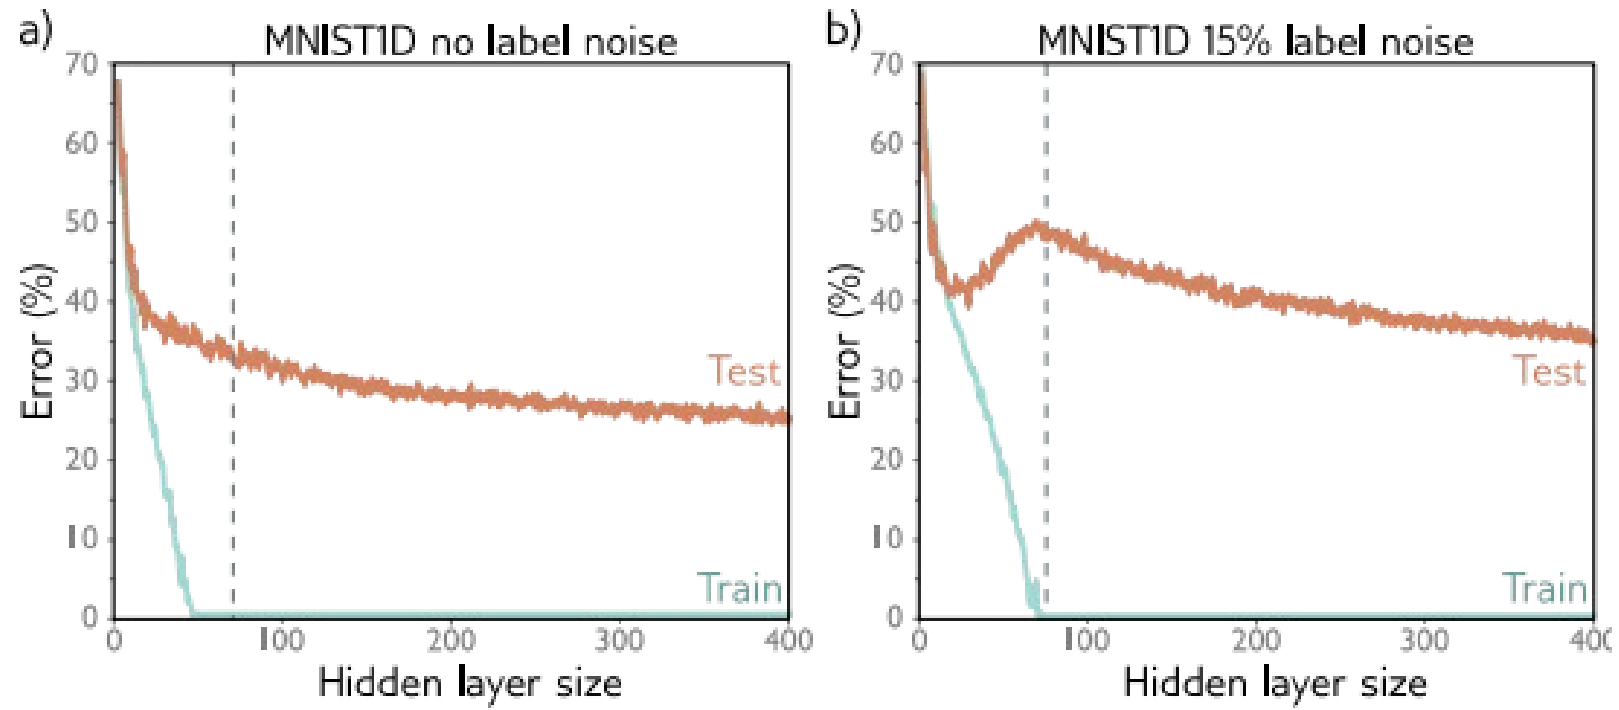 a)
MNIST1D no label noise
70
60
50
40
30
20
10
0
Error (%)
Test
Train
0 100 200 300 400
Hidden layer size
b)
MNIST1D 15% label noise
70
60
50
40
30
20
10
0
Error (%)
Test
Train
0 100 200 300 400
Hidden layer size